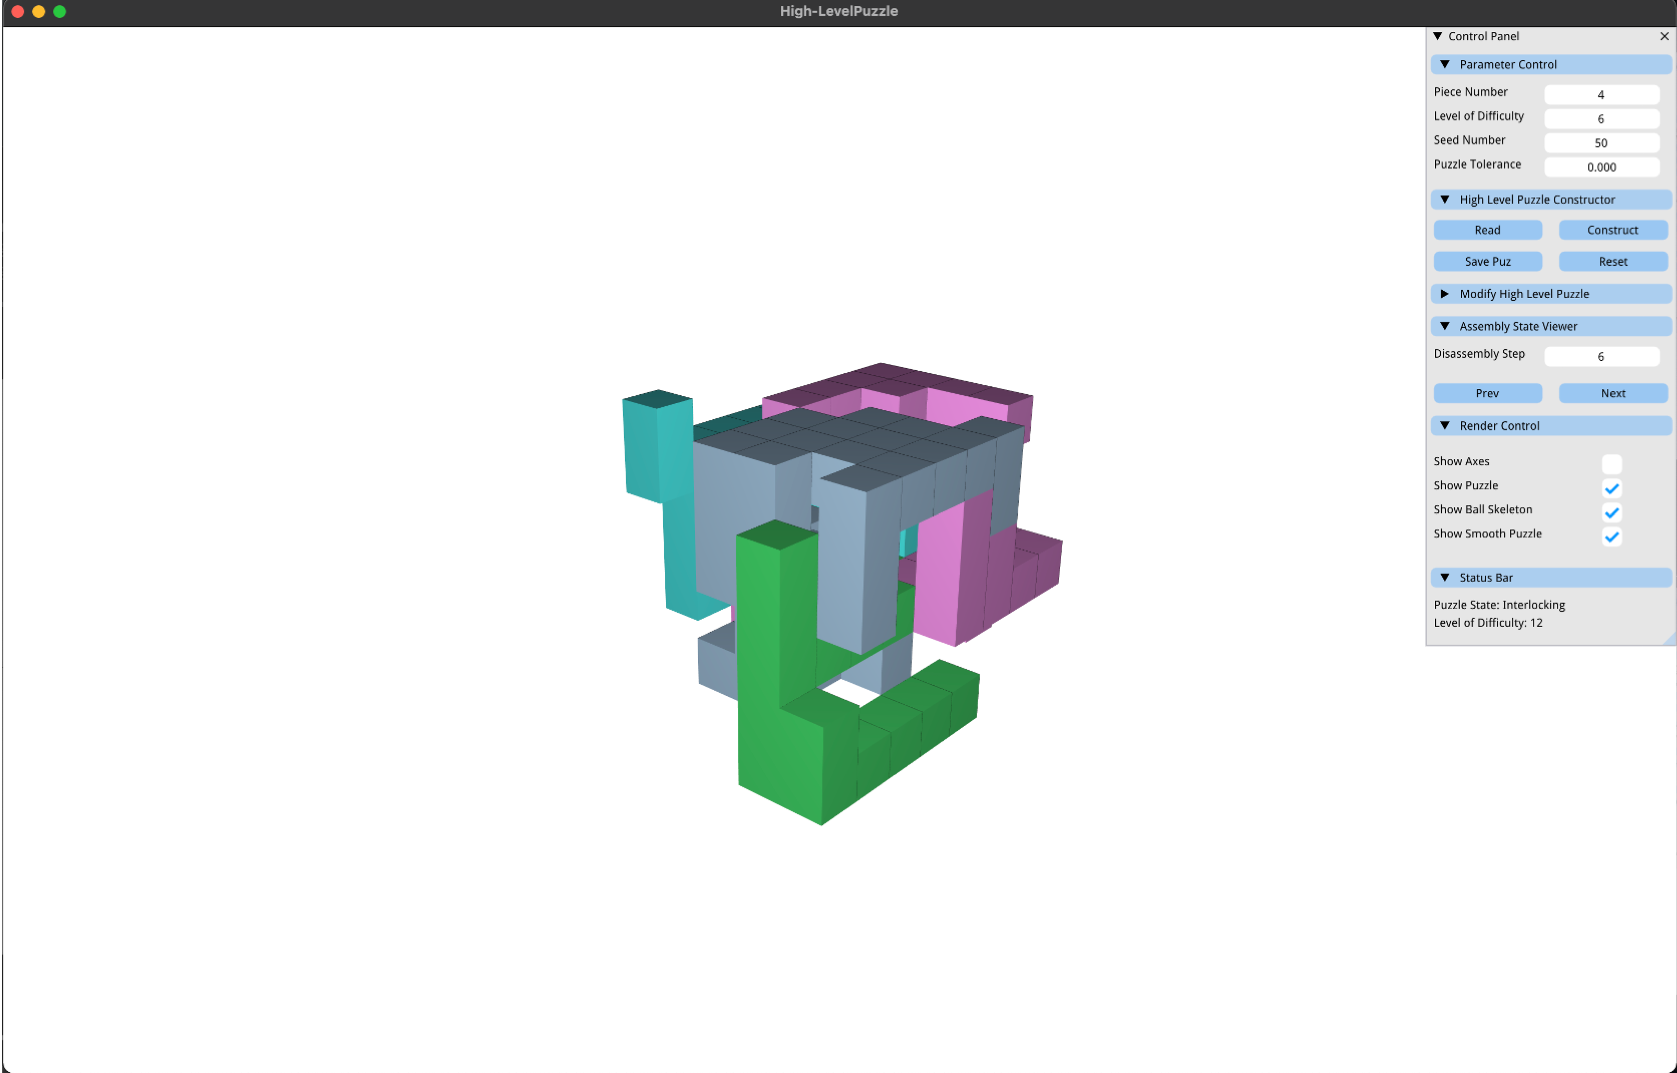 High-LevelPuzzle
Control Panel
Parameter Control
Piece Number 4
Level of Difficulty 6
Seed Number 50
Puzzle Tolerance 0.000
High Level Puzzle Constructor
Read Construct
Save Puz Reset
Modify High Level Puzzle
Assembly State Viewer
Disassembly Step 6
Prev Next
Render Control
Show Axes
Show Puzzle
Show Ball Skeleton
Show Smooth Puzzle
Status Bar
Puzzle State: Interlocking
Level of Difficulty: 12